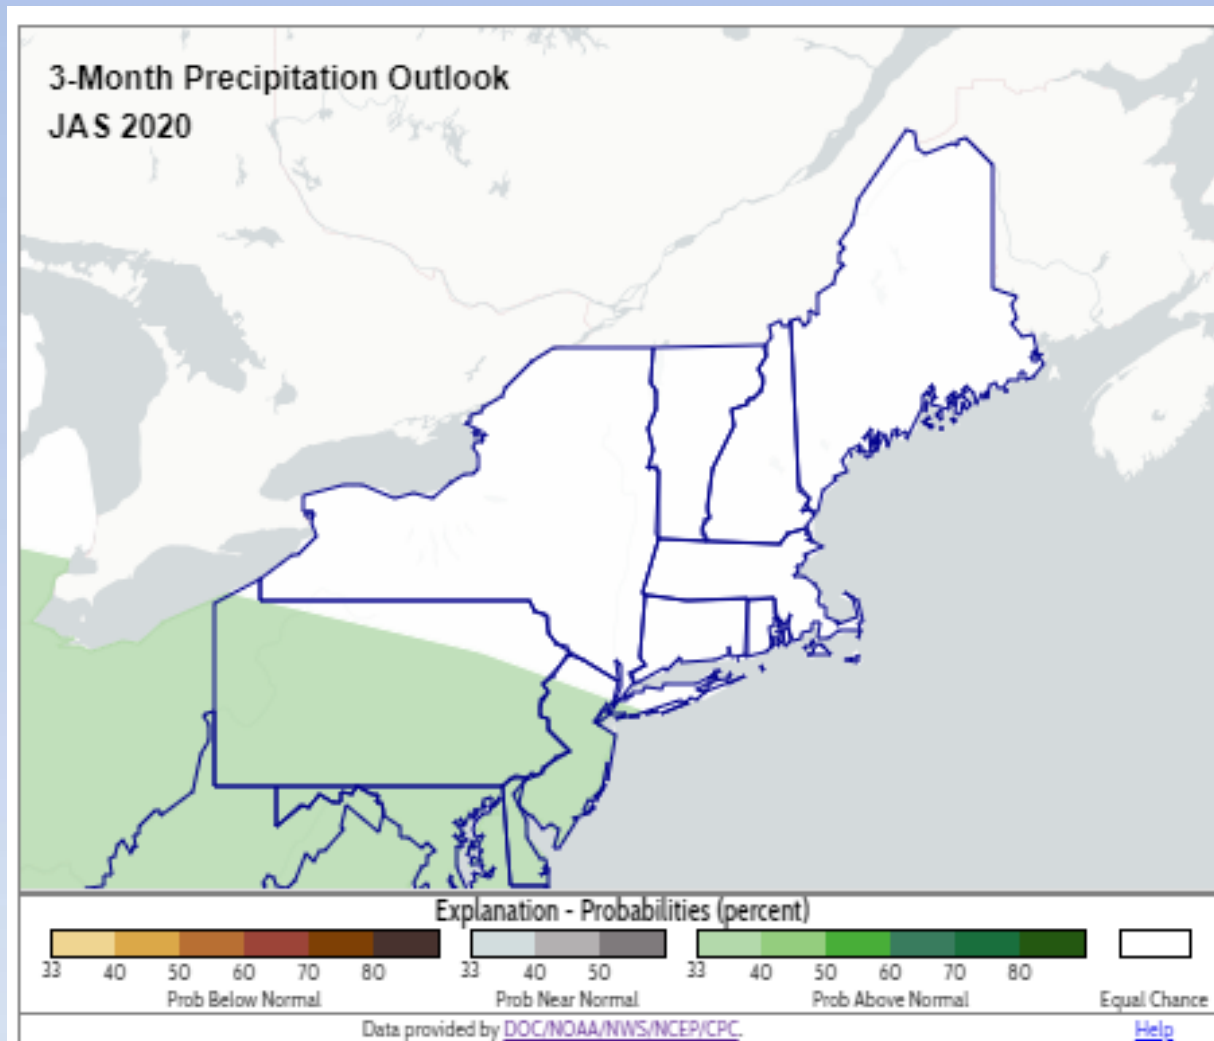 3-Month Precipitation Outlook
JAS 2020
Explanation - Probabilities (percent)
33 40 50 60 70 80 33 40 50 33 40 50 60 70 80
Prob Below Normal Prob Near Normal Prob Above Normal Equal Chance
Data provided by DOC/NOAA/NWS/NCEP/CPC. Help